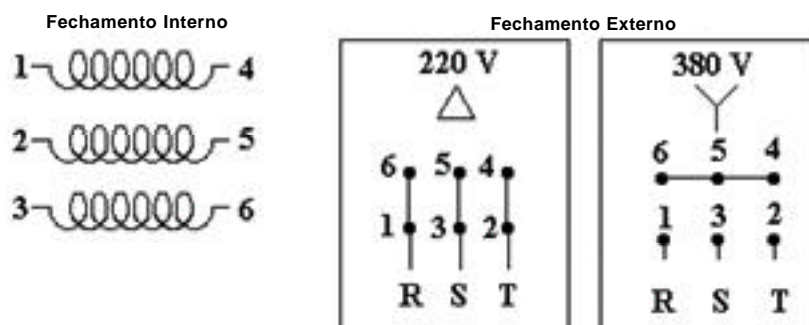 Fechamento Interno
Fechamento Externo
1 4
2 5
3 6
220 V
6 5 4
1 3 2
R S T
380 V
6 5 4
1 3 2
R S T